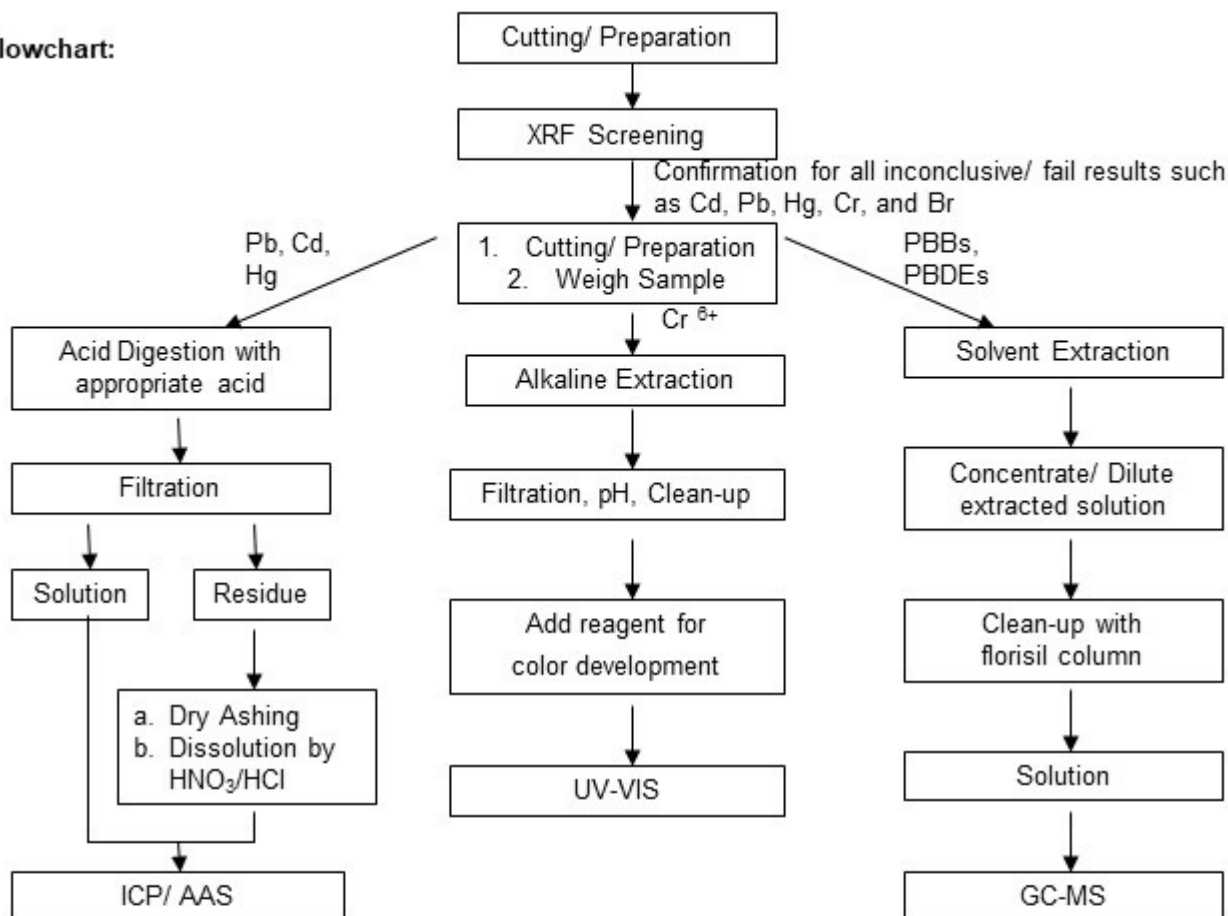 lowchart:
Cutting/ Preparation
XRF Screening
Confirmation for all inconclusive/ fail results such
as Cd, Pb, Hg, Cr, and Br
Pb, Cd,
Hg
1. Cutting/ Preparation
2. Weigh Sample
PBBs,
PBDEs
Cr ⁶⁺
Acid Digestion with
appropriate acid
Alkaline Extraction
Solvent Extraction
Filtration
Filtration, pH, Clean-up
Concentrate/ Dilute
extracted solution
Solution
Residue
Add reagent for
color development
Clean-up with
florisil column
a. Dry Ashing
b. Dissolution by
HNO₃/HCl
UV-VIS
Solution
ICP/ AAS
GC-MS